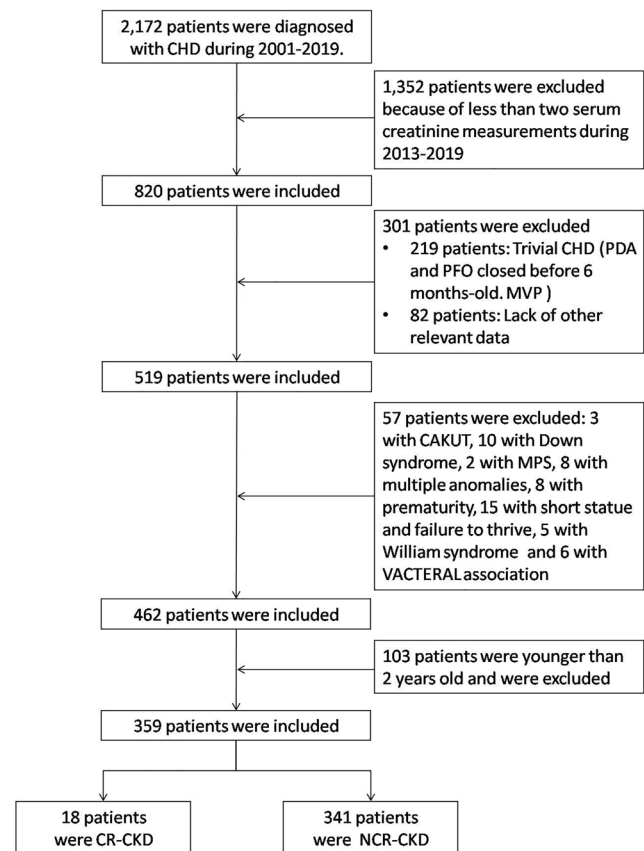 2,172 patients were diagnosed
with CHD during 2001-2019.
1,352 patients were excluded
because of less than two serum
creatinine measurements during
2013-2019
820 patients were included
301 patients were excluded
• 219 patients: Trivial CHD (PDA
and PFO closed before 6
months-old. MVP )
• 82 patients: Lack of other
relevant data
519 patients were included
57 patients were excluded: 3
with CAKUT, 10 with Down
syndrome, 2 with MPS, 8 with
multiple anomalies, 8 with
prematurity, 15 with short statue
and failure to thrive, 5 with
William syndrome and 6 with
VACTERAL association
462 patients were included
103 patients were younger than
2 years old and were excluded
359 patients were included
18 patients
were CR-CKD
341 patients
were NCR-CKD